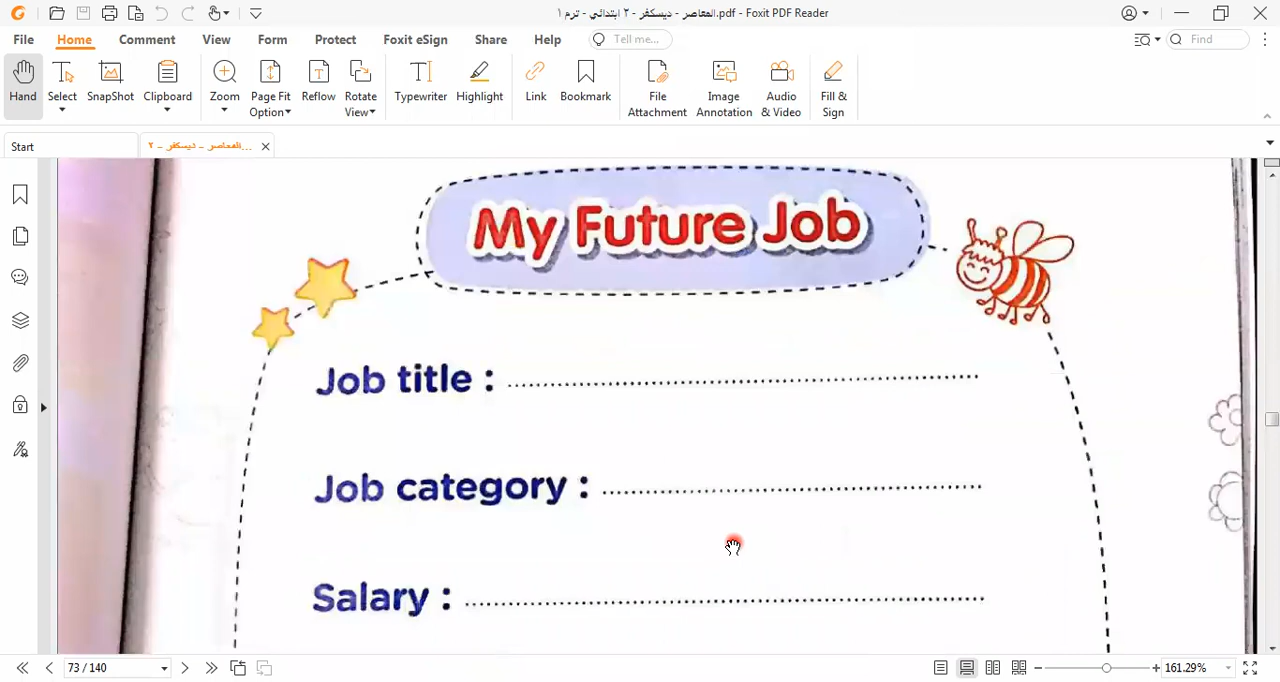 المعاصر - ديسكفر - ٢ ابتدائي - ترم ١.pdf - Foxit PDF Reader
File Home Comment View Form Protect Foxit eSign Share Help Tell me... Find
Hand Select SnapShot Clipboard Zoom Page Fit Option Reflow Rotate View Typewriter Highlight Link Bookmark File Attachment Image Annotation Audio & Video Fill & Sign
Start
المعاصر - ديسكفر - ٢...
My Future Job
Job title :
Job category :
Salary :
73 / 140
161.29%